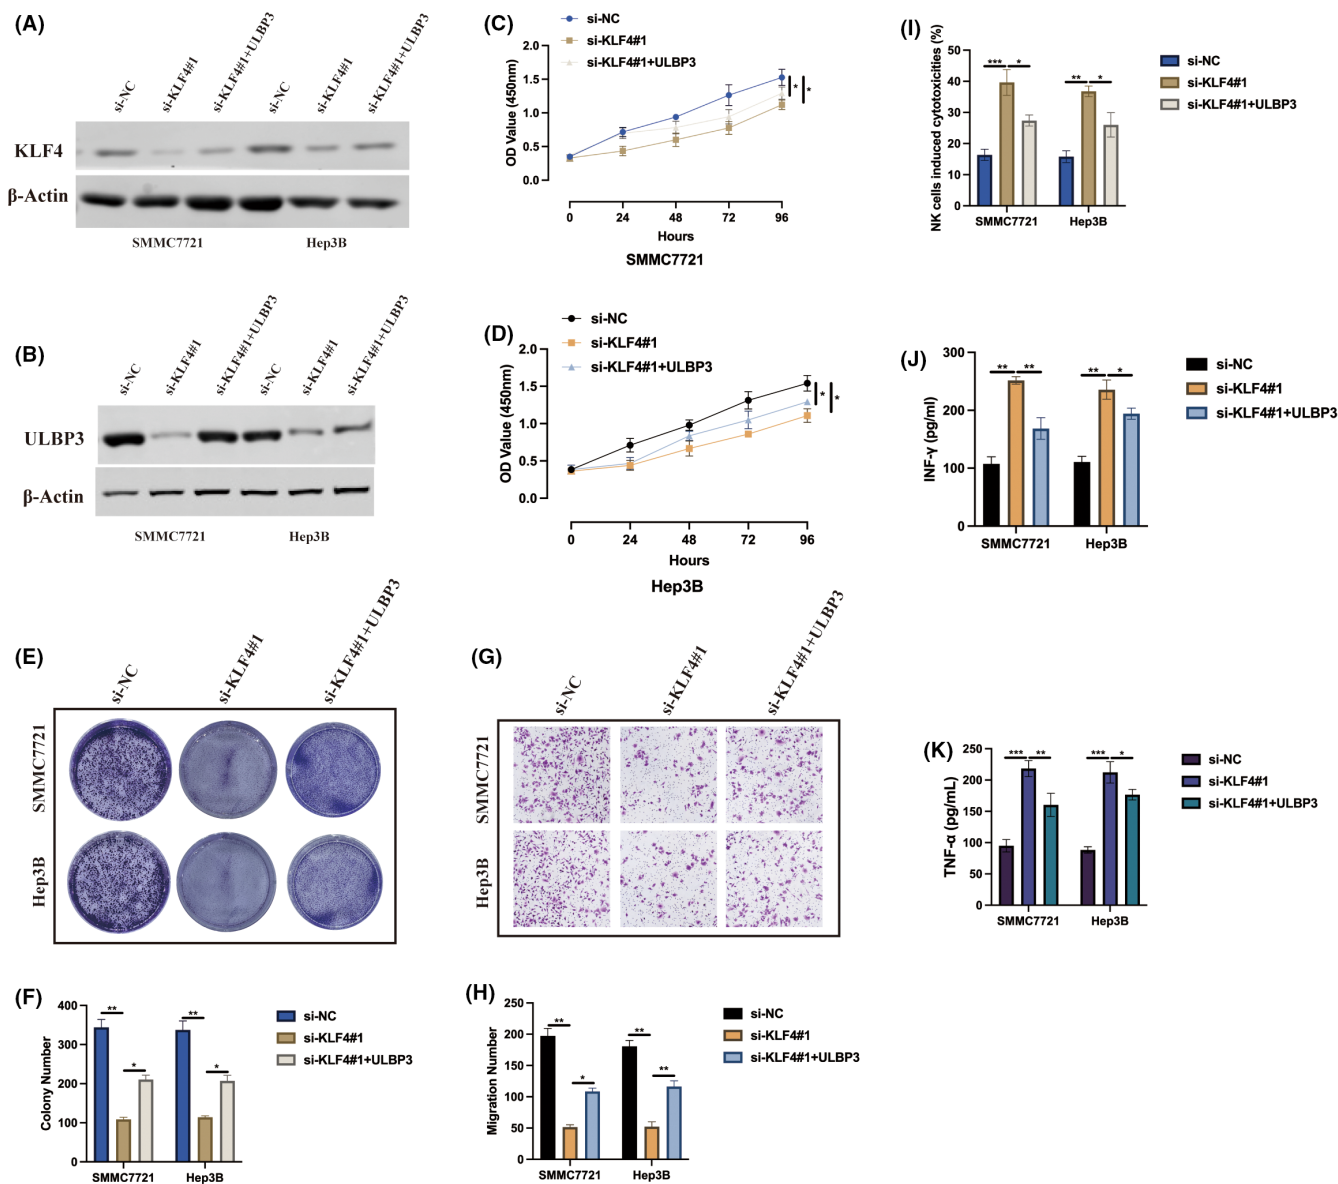 (A)
si-NC
si-KLF4#1
si-KLF4#1+ULBP3
si-NC
si-KLF4#1
si-KLF4#1+ULBP3
KLF4
β-Actin
SMMC7721
Hep3B
(B)
si-NC
si-KLF4#1
si-KLF4#1+ULBP3
si-NC
si-KLF4#1
si-KLF4#1+ULBP3
ULBP3
β-Actin
SMMC7721
Hep3B
(C)
si-NC
si-KLF4#1
si-KLF4#1+ULBP3
OD Value (450nm)
2.0
1.5
1.0
0.5
0.0
* *
0 24 48 72 96
Hours
SMMC7721
(D)
si-NC
si-KLF4#1
si-KLF4#1+ULBP3
OD Value (450nm)
2.0
1.5
1.0
0.5
0.0
* *
0 24 48 72 96
Hours
Hep3B
(E)
si-NC
si-KLF4#1
si-KLF4#1+ULBP3
SMMC7721
Hep3B
(F)
Colony Number
400
300
200
100
0
** * ** *
SMMC7721 Hep3B
si-NC
si-KLF4#1
si-KLF4#1+ULBP3
(G)
si-NC
si-KLF4#1
si-KLF4#1+ULBP3
SMMC7721
Hep3B
(H)
Migration Number
250
200
150
100
50
0
** * ** **
SMMC7721 Hep3B
si-NC
si-KLF4#1
si-KLF4#1+ULBP3
(I)
NK cells induced cytotoxicities (%)
50
40
30
20
10
0
*** * ** *
SMMC7721 Hep3B
si-NC
si-KLF4#1
si-KLF4#1+ULBP3
(J)
INF-γ (pg/ml)
300
200
100
0
** ** ** *
SMMC7721 Hep3B
si-NC
si-KLF4#1
si-KLF4#1+ULBP3
(K)
TNF-α (pg/mL)
250
200
150
100
50
0
*** ** *** *
SMMC7721 Hep3B
si-NC
si-KLF4#1
si-KLF4#1+ULBP3